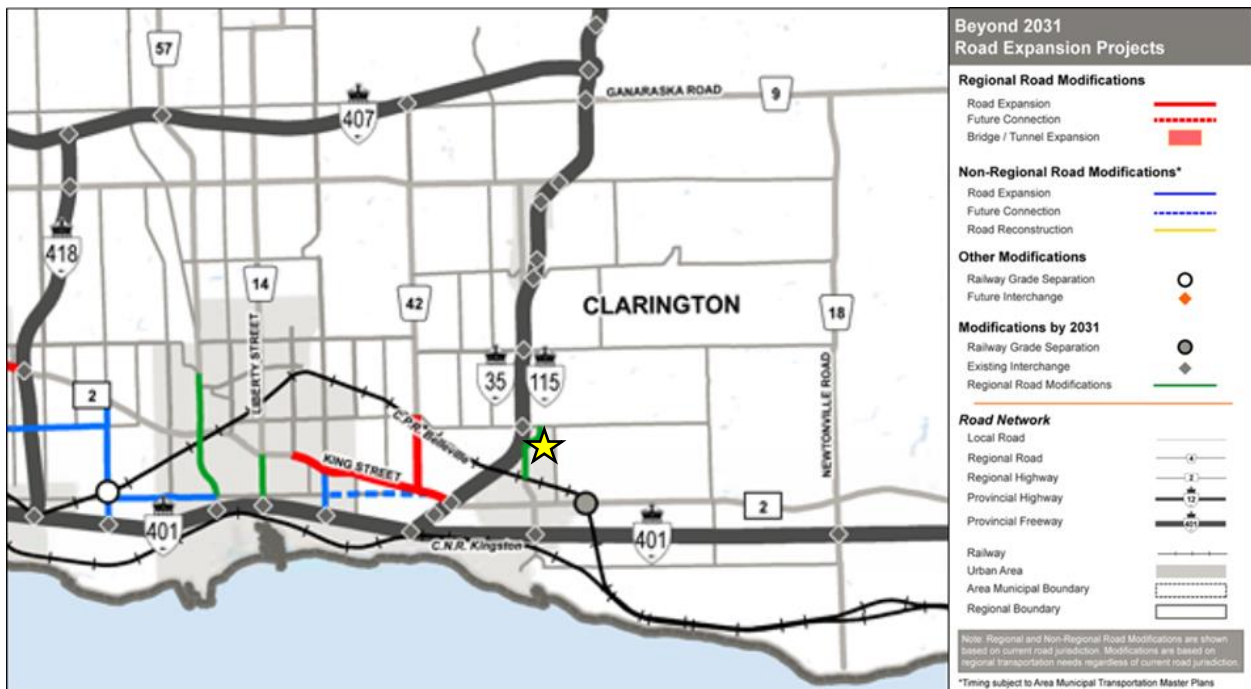 57
GANARASKA ROAD
9
407
418
14
42
CLARINGTON
18
LIBERTY STREET
35
115
2
C.P.R. Belleville
NEWTONVILLE ROAD
KING STREET
2
401
401
C.N.R. Kingston
Beyond 2031
Road Expansion Projects
Regional Road Modifications
Road Expansion
Future Connection
Bridge / Tunnel Expansion
Non-Regional Road Modifications*
Road Expansion
Future Connection
Road Reconstruction
Other Modifications
Railway Grade Separation
Future Interchange
Modifications by 2031
Railway Grade Separation
Existing Interchange
Regional Road Modifications
Road Network
Local Road
Regional Road
4
Regional Highway
2
Provincial Highway
12
Provincial Freeway
401
Railway
Urban Area
Area Municipal Boundary
Regional Boundary
Note: Regional and Non-Regional Road Modifications are shown
based on current road jurisdiction. Modifications are based on
regional transportation needs regardless of current road jurisdiction.
*Timing subject to Area Municipal Transportation Master Plans